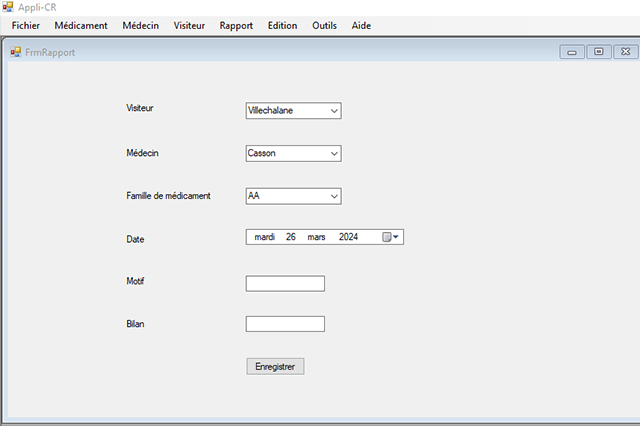 Appli-CR
Fichier Médicament Médecin Visiteur Rapport Edition Outils Aide
FrmRapport
Visiteur Villechalane
Médecin Casson
Famille de médicament AA
Date mardi 26 mars 2024
Motif
Bilan
Enregistrer